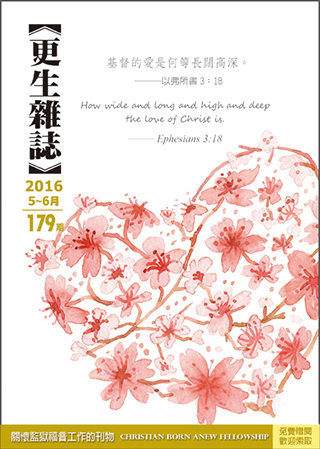 【更生雜誌】
2016
5~6月
179期
基督的愛是何等長闊高深。
———以弗所書 3：18
How wide and long and high and deep
the love of Christ is.
——— Ephesians 3:18
關懷監獄福音工作的刊物
CHRISTIAN BORN ANEW FELLOWSHIP
免費贈閱
歡迎索取